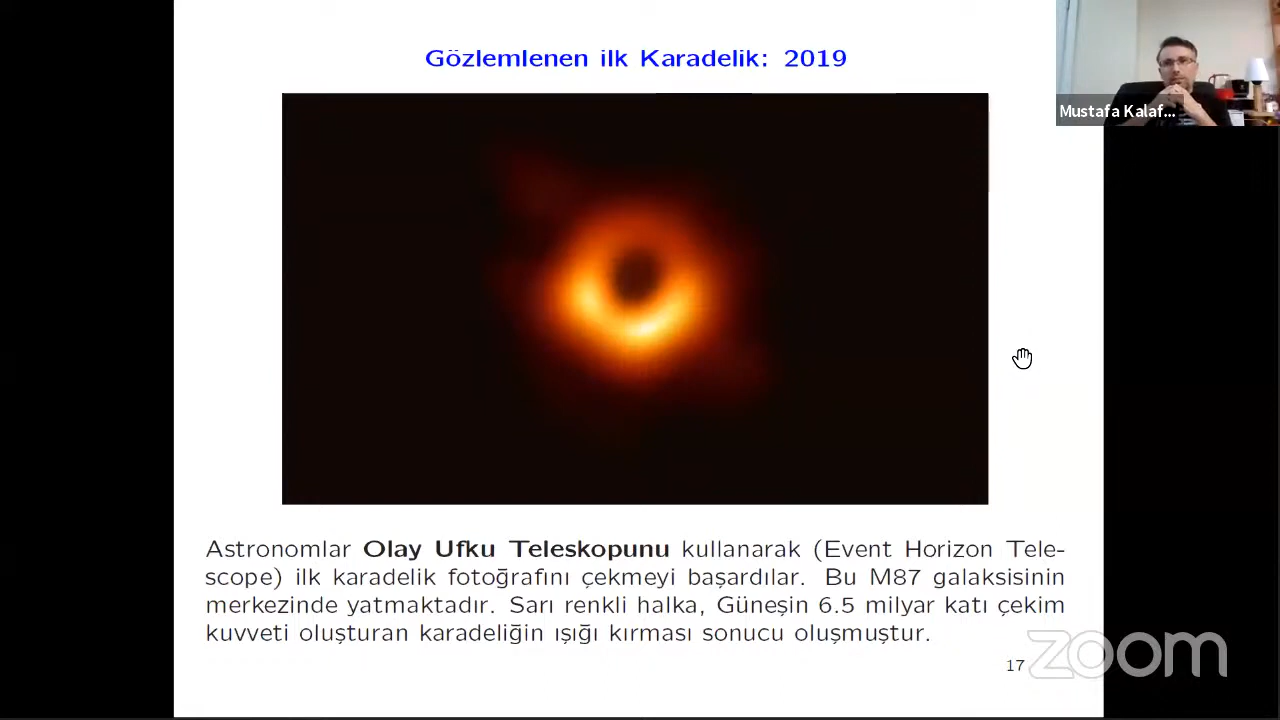 Gözlemlenen ilk Karadelik: 2019
Mustafa Kalaf...
Astronomlar Olay Ufku Teleskopunu kullanarak (Event Horizon Tele-
scope) ilk karadelik fotoğrafını çekmeyi başardılar. Bu M87 galaksisinin
merkezinde yatmaktadır. Sarı renkli halka, Güneşin 6.5 milyar katı çekim
kuvveti oluşturan karadeliğin ışığı kırması sonucu oluşmuştur.
17
zoom